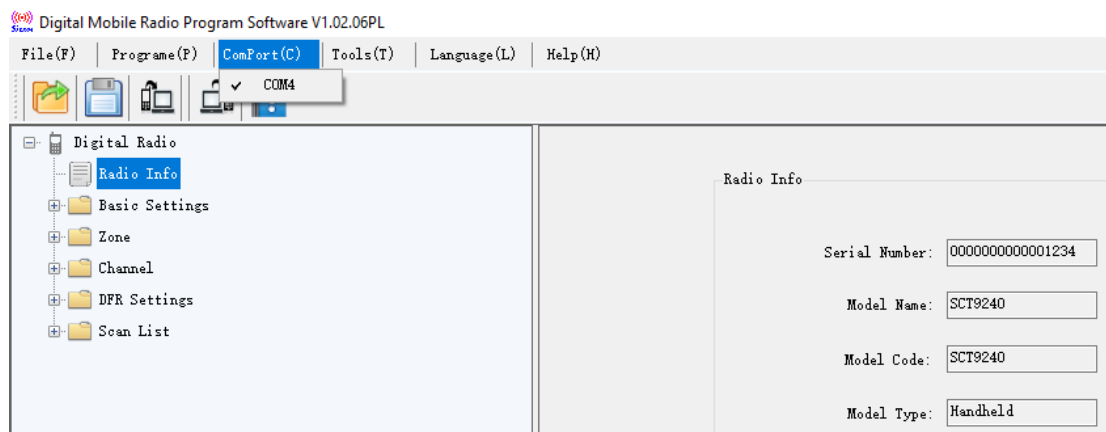 Sicom Digital Mobile Radio Program Software V1.02.06PL
File(F) Programe(P) ComPort(C) Tools(T) Language(L) Help(H)
COM4
Digital Radio
Radio Info
Basic Settings
Zone
Channel
DFR Settings
Scan List
Radio Info
Serial Number: 0000000000001234
Model Name: SCT9240
Model Code: SCT9240
Model Type: Handheld